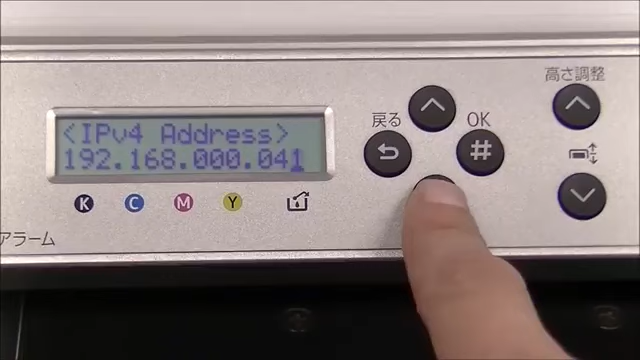 高さ調整
戻る
OK
<IPv4 Address>
192.168.000.041
#
K
C
M
Y
アラーム